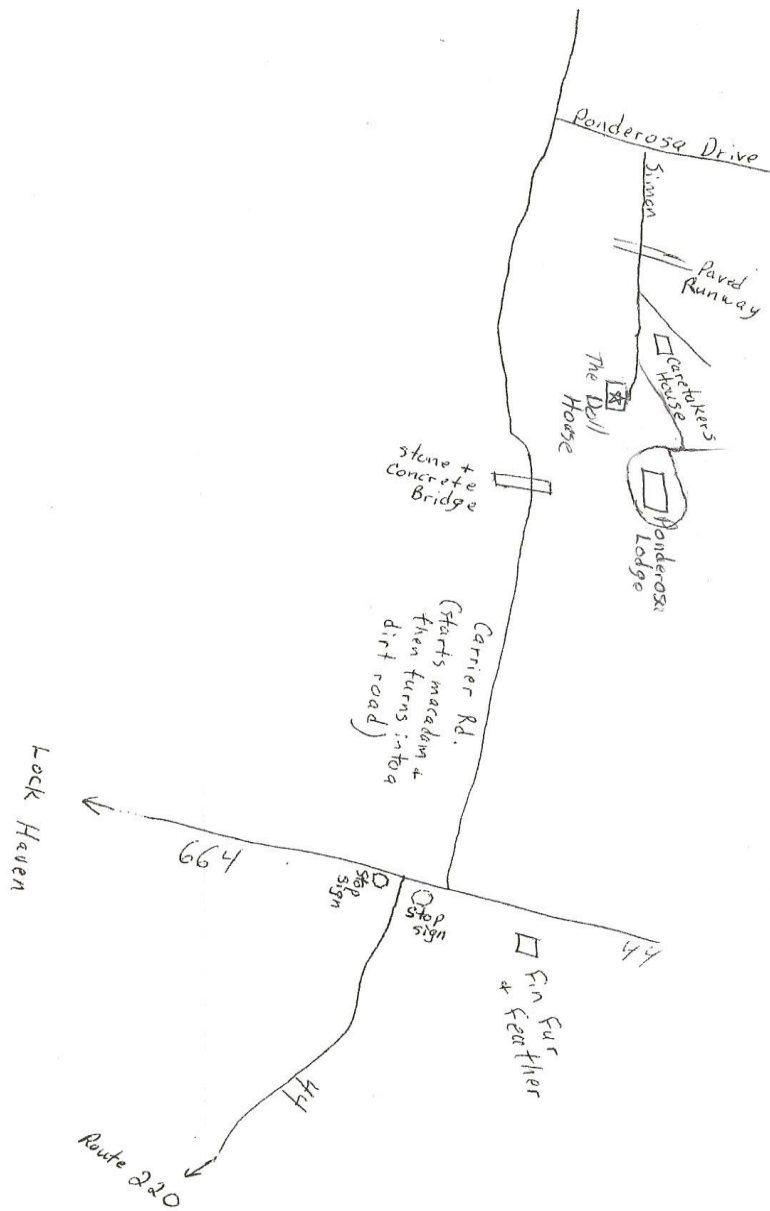 Ponderosa Drive
Simon
Paved
Runway
Caretakers
House
The Doll
House
Ponderosa
Lodge
stone +
Concrete
Bridge
Carrier Rd.
(starts macadam +
then turns into a
dirt road)
Lock Haven
664
stop
sign
stop
sign
44
Fin Fur
+ Feather
44
Route 220